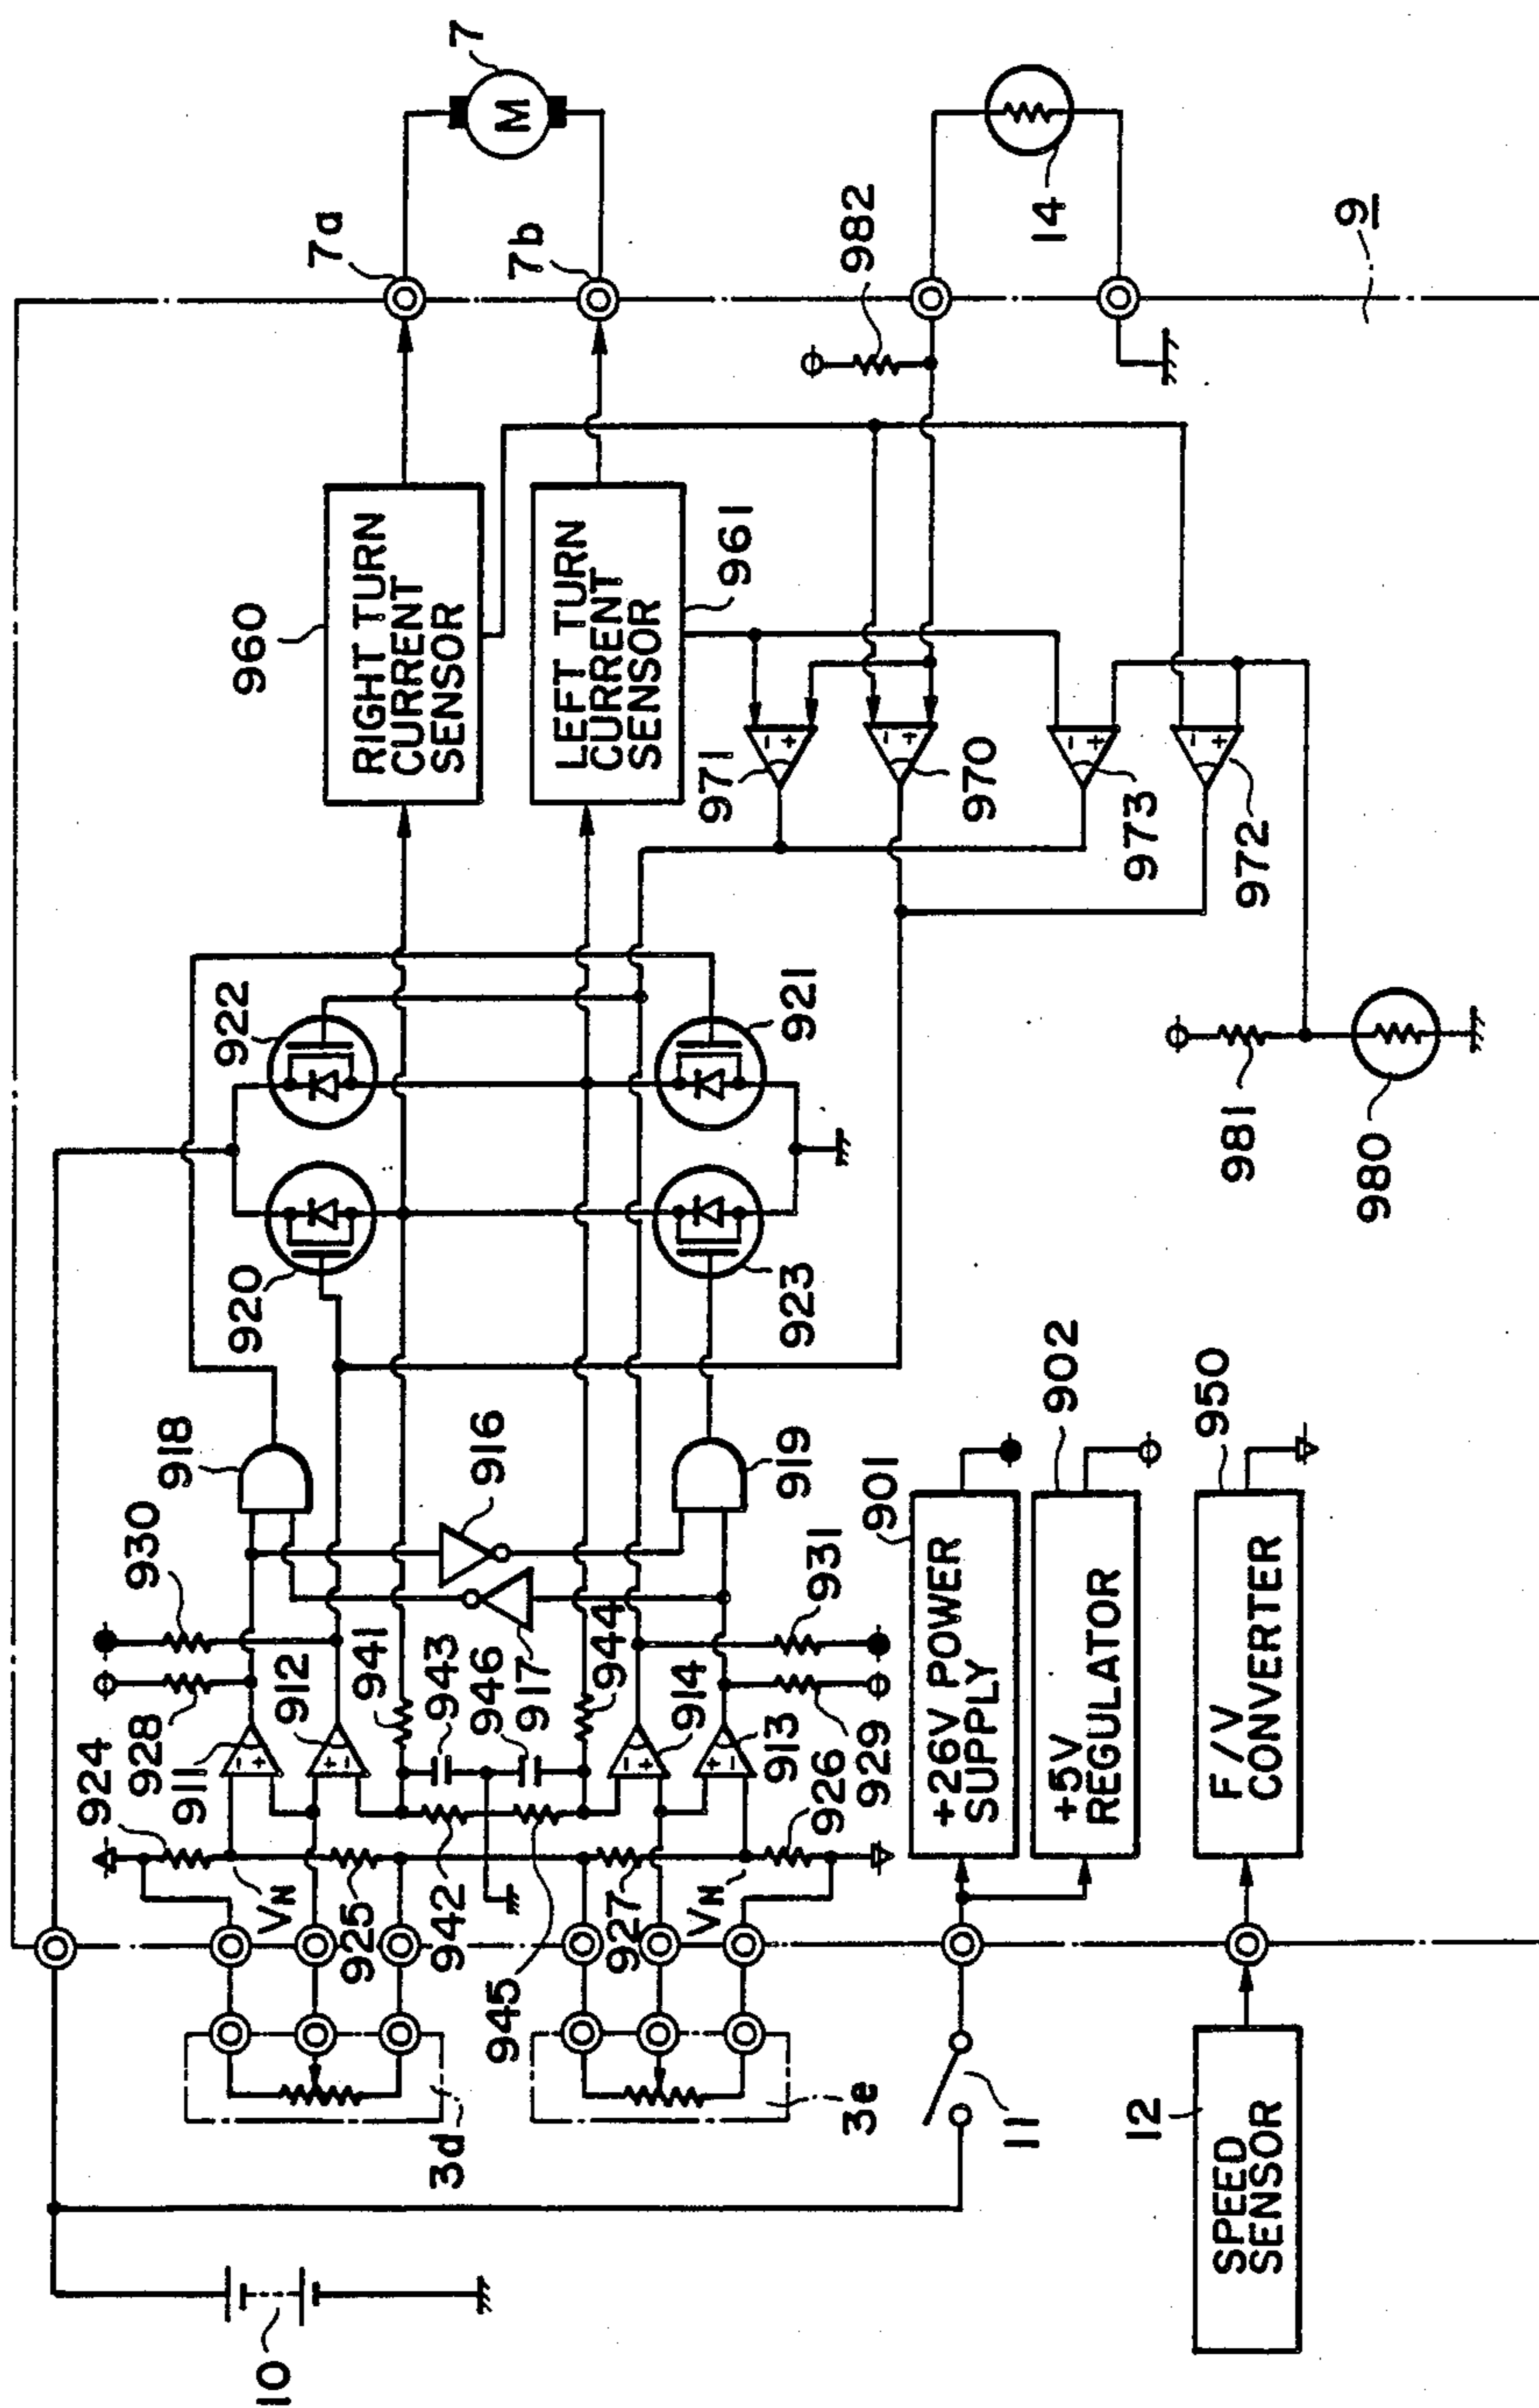 7
M
7a
7b
982
14
9
960
RIGHT TURN
CURRENT
SENSOR
LEFT TURN
CURRENT
SENSOR
961
971
-
+
970
-
+
973
-
+
972
-
+
922
921
920
923
981
980
918
930
916
919
931
928
912
941
943
946
917
944
914
924
911
+
-
+
-
-
+
+
-
913
926
929
VN
925
942
945
927
VN
901
+26V POWER
SUPPLY
902
+5V
REGULATOR
950
F/V
CONVERTER
3d
3e
11
12
SPEED
SENSOR
10